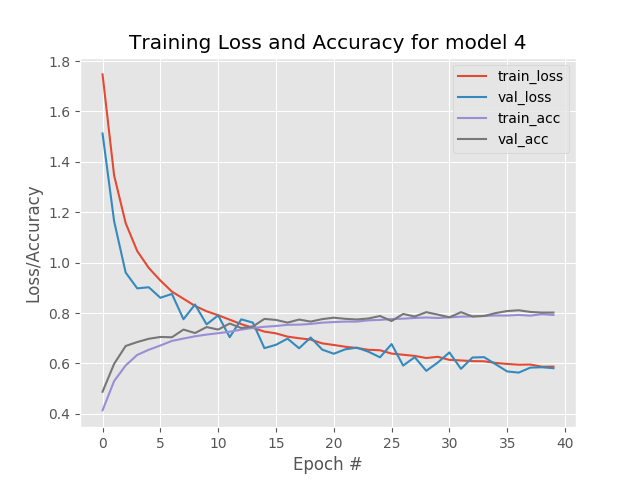 Training Loss and Accuracy for model 4
1.8
1.6
1.4
1.2
1.0
0.8
0.6
0.4
Loss/Accuracy
train_loss
val_loss
train_acc
val_acc
0 5 10 15 20 25 30 35 40
Epoch #